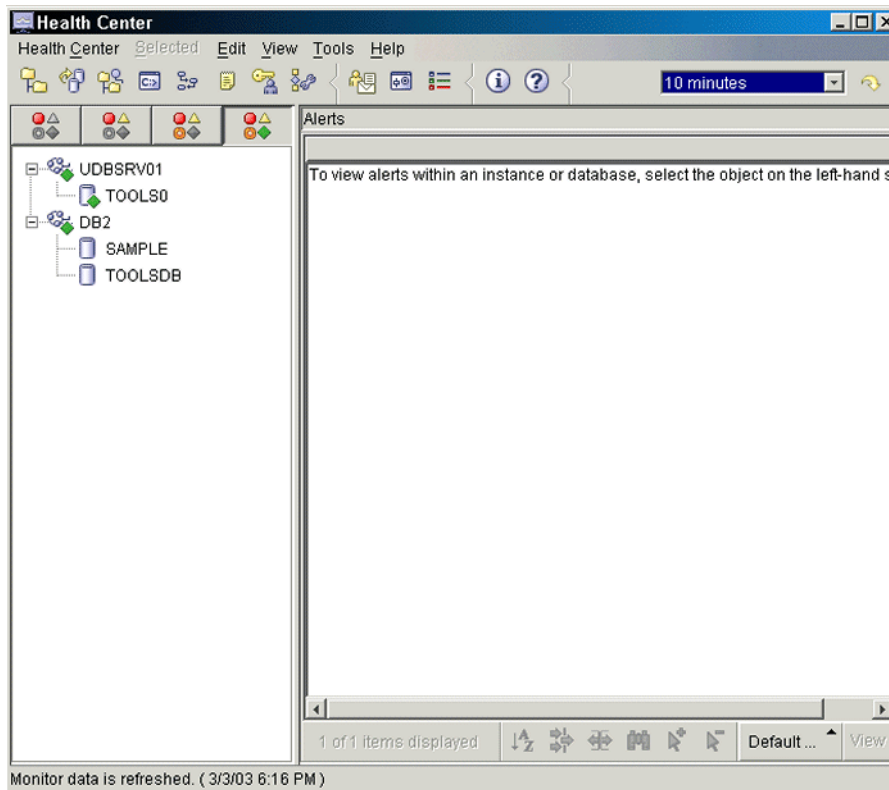 Health Center
Health Center Selected Edit View Tools Help
10 minutes
Alerts
To view alerts within an instance or database, select the object on the left-hand s
UDBSRV01
TOOLS0
DB2
SAMPLE
TOOLSDB
1 of 1 items displayed
Default ...
View
Monitor data is refreshed. ( 3/3/03 6:16 PM )